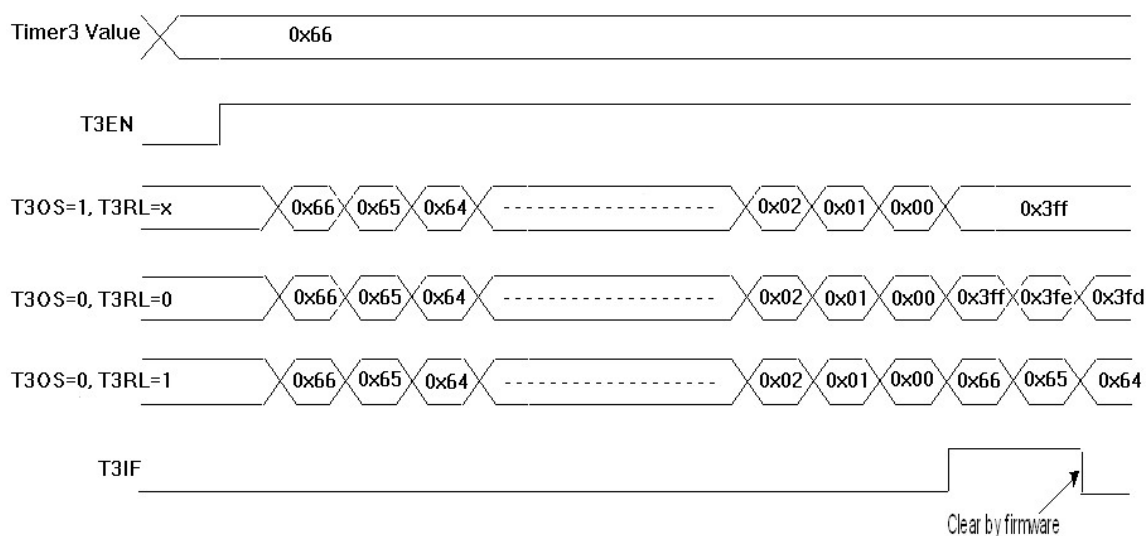 Timer3 Value 0x66
T3EN
T3OS=1, T3RL=x 0x66 0x65 0x64 0x02 0x01 0x00 0x3ff
T3OS=0, T3RL=0 0x66 0x65 0x64 0x02 0x01 0x00 0x3ff 0x3fe 0x3fd
T3OS=0, T3RL=1 0x66 0x65 0x64 0x02 0x01 0x00 0x66 0x65 0x64
T3IF
Clear by firmware